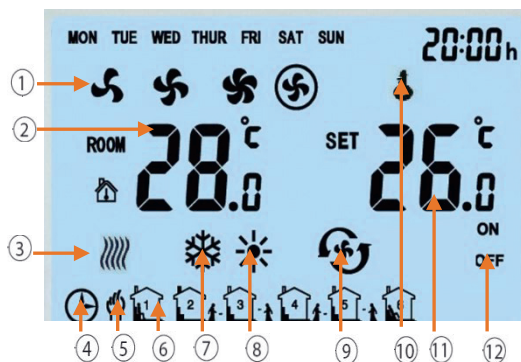 MON TUE WED THUR FRI SAT SUN 20:00 h
①
② ROOM 28.0 °C SET 26.0 °C
③ ON
OFF
1 2 3 4 5 6
④ ⑤ ⑥ ⑦ ⑧ ⑨ ⑩ ⑪ ⑫